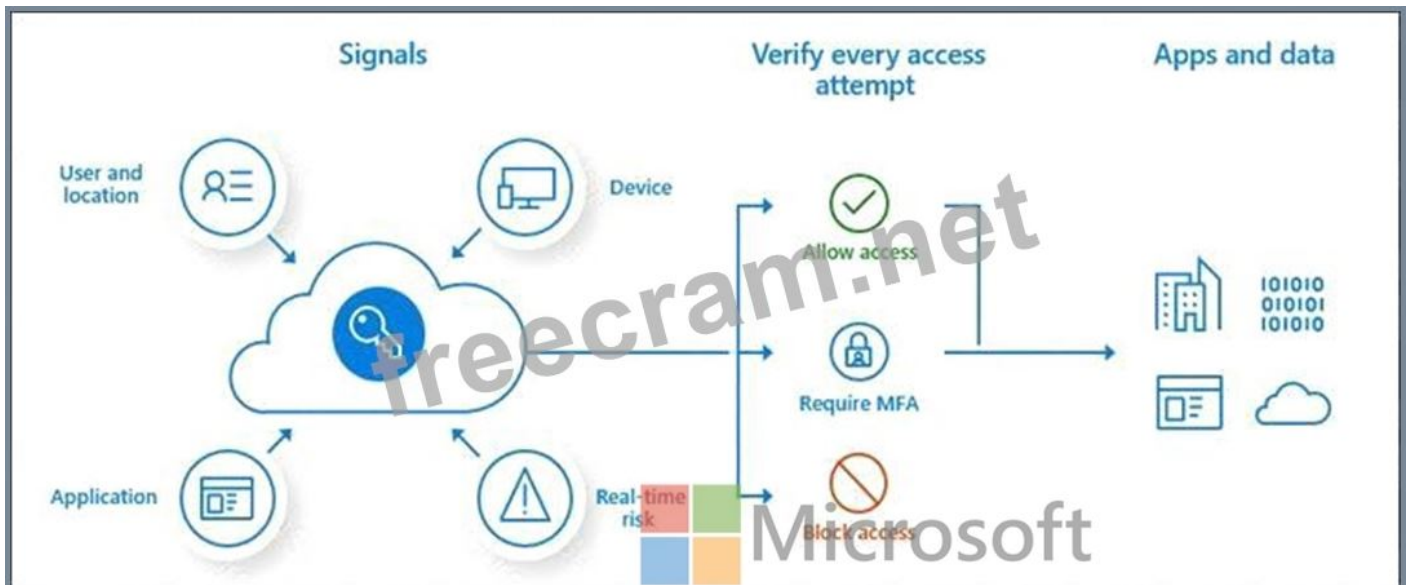 Signals
Verify every access
attempt
Apps and data
User and
location
Device
Allow access
101010
010101
101010
freecram.net
Require MFA
Application
Real-time
risk
Block access
Microsoft